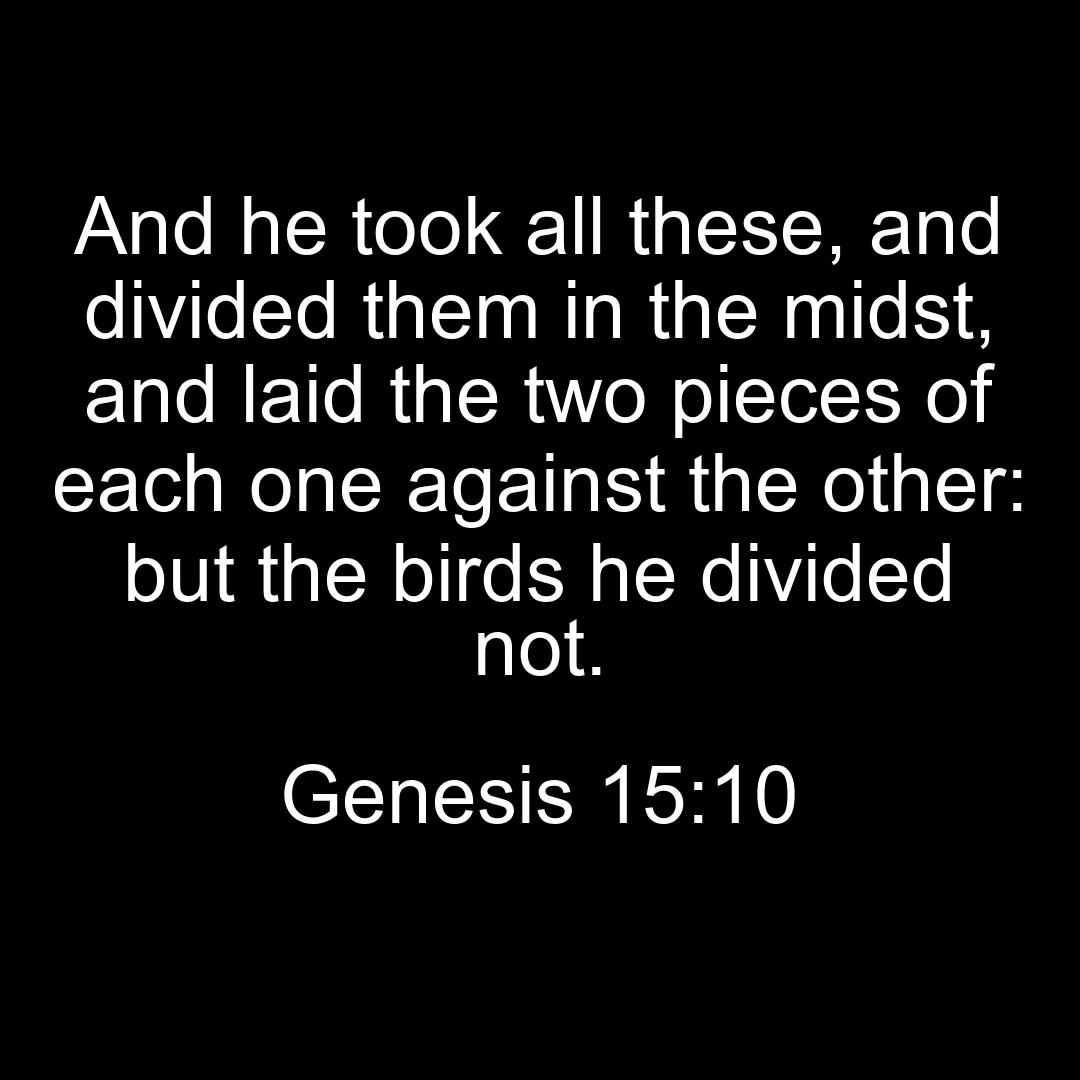 And he took all these, and
divided them in the midst,
and laid the two pieces of
each one against the other:
but the birds he divided
not.
Genesis 15:10